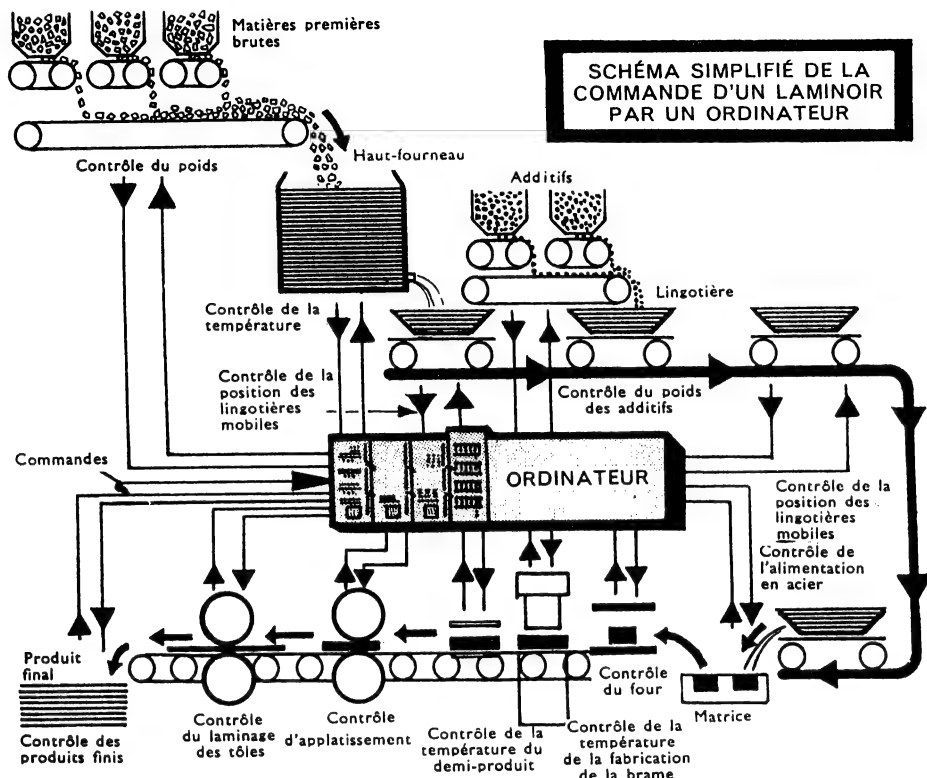 Matières premières
brutes
SCHÉMA SIMPLIFIÉ DE LA
COMMANDE D'UN LAMINOIR
PAR UN ORDINATEUR
Contrôle du poids
Haut-fourneau
Additifs
Lingotière
Contrôle de la
température
Contrôle de la
position des
lingotières
mobiles
Contrôle du poids
des additifs
Commandes
ORDINATEUR
Contrôle de la
position des
lingotières
mobiles
Contrôle de
l'alimentation
en acier
Produit
final
Contrôle des
produits finis
Contrôle
du laminage
des tôles
Contrôle
d'applatissement
Contrôle de la
température du
demi-produit
Contrôle de la
température
de la fabrication
de la brame
Contrôle
du four
Matrice